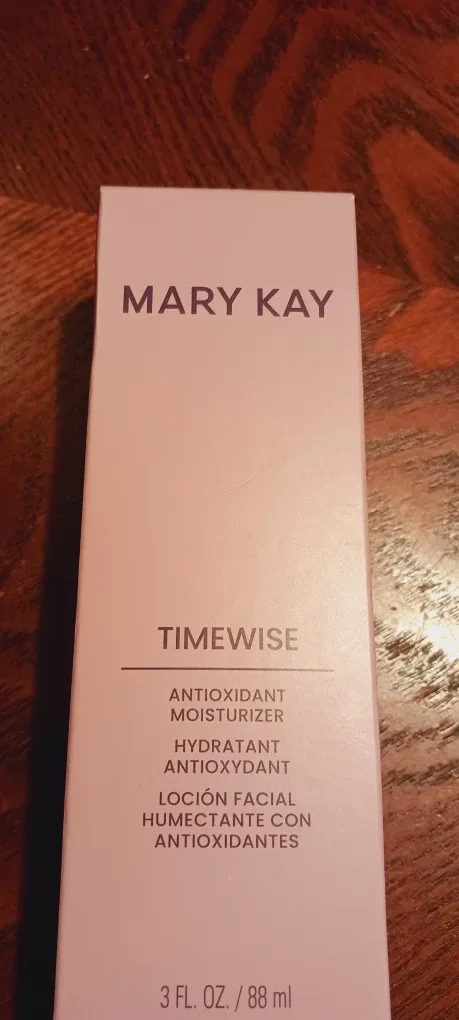 MARY KAY
TIMEWISE
ANTIOXIDANT
MOISTURIZER
HYDRATANT
ANTIOXYDANT
LOCIÓN FACIAL
HUMECTANTE CON
ANTIOXIDANTES
3 FL. OZ. / 88 ml